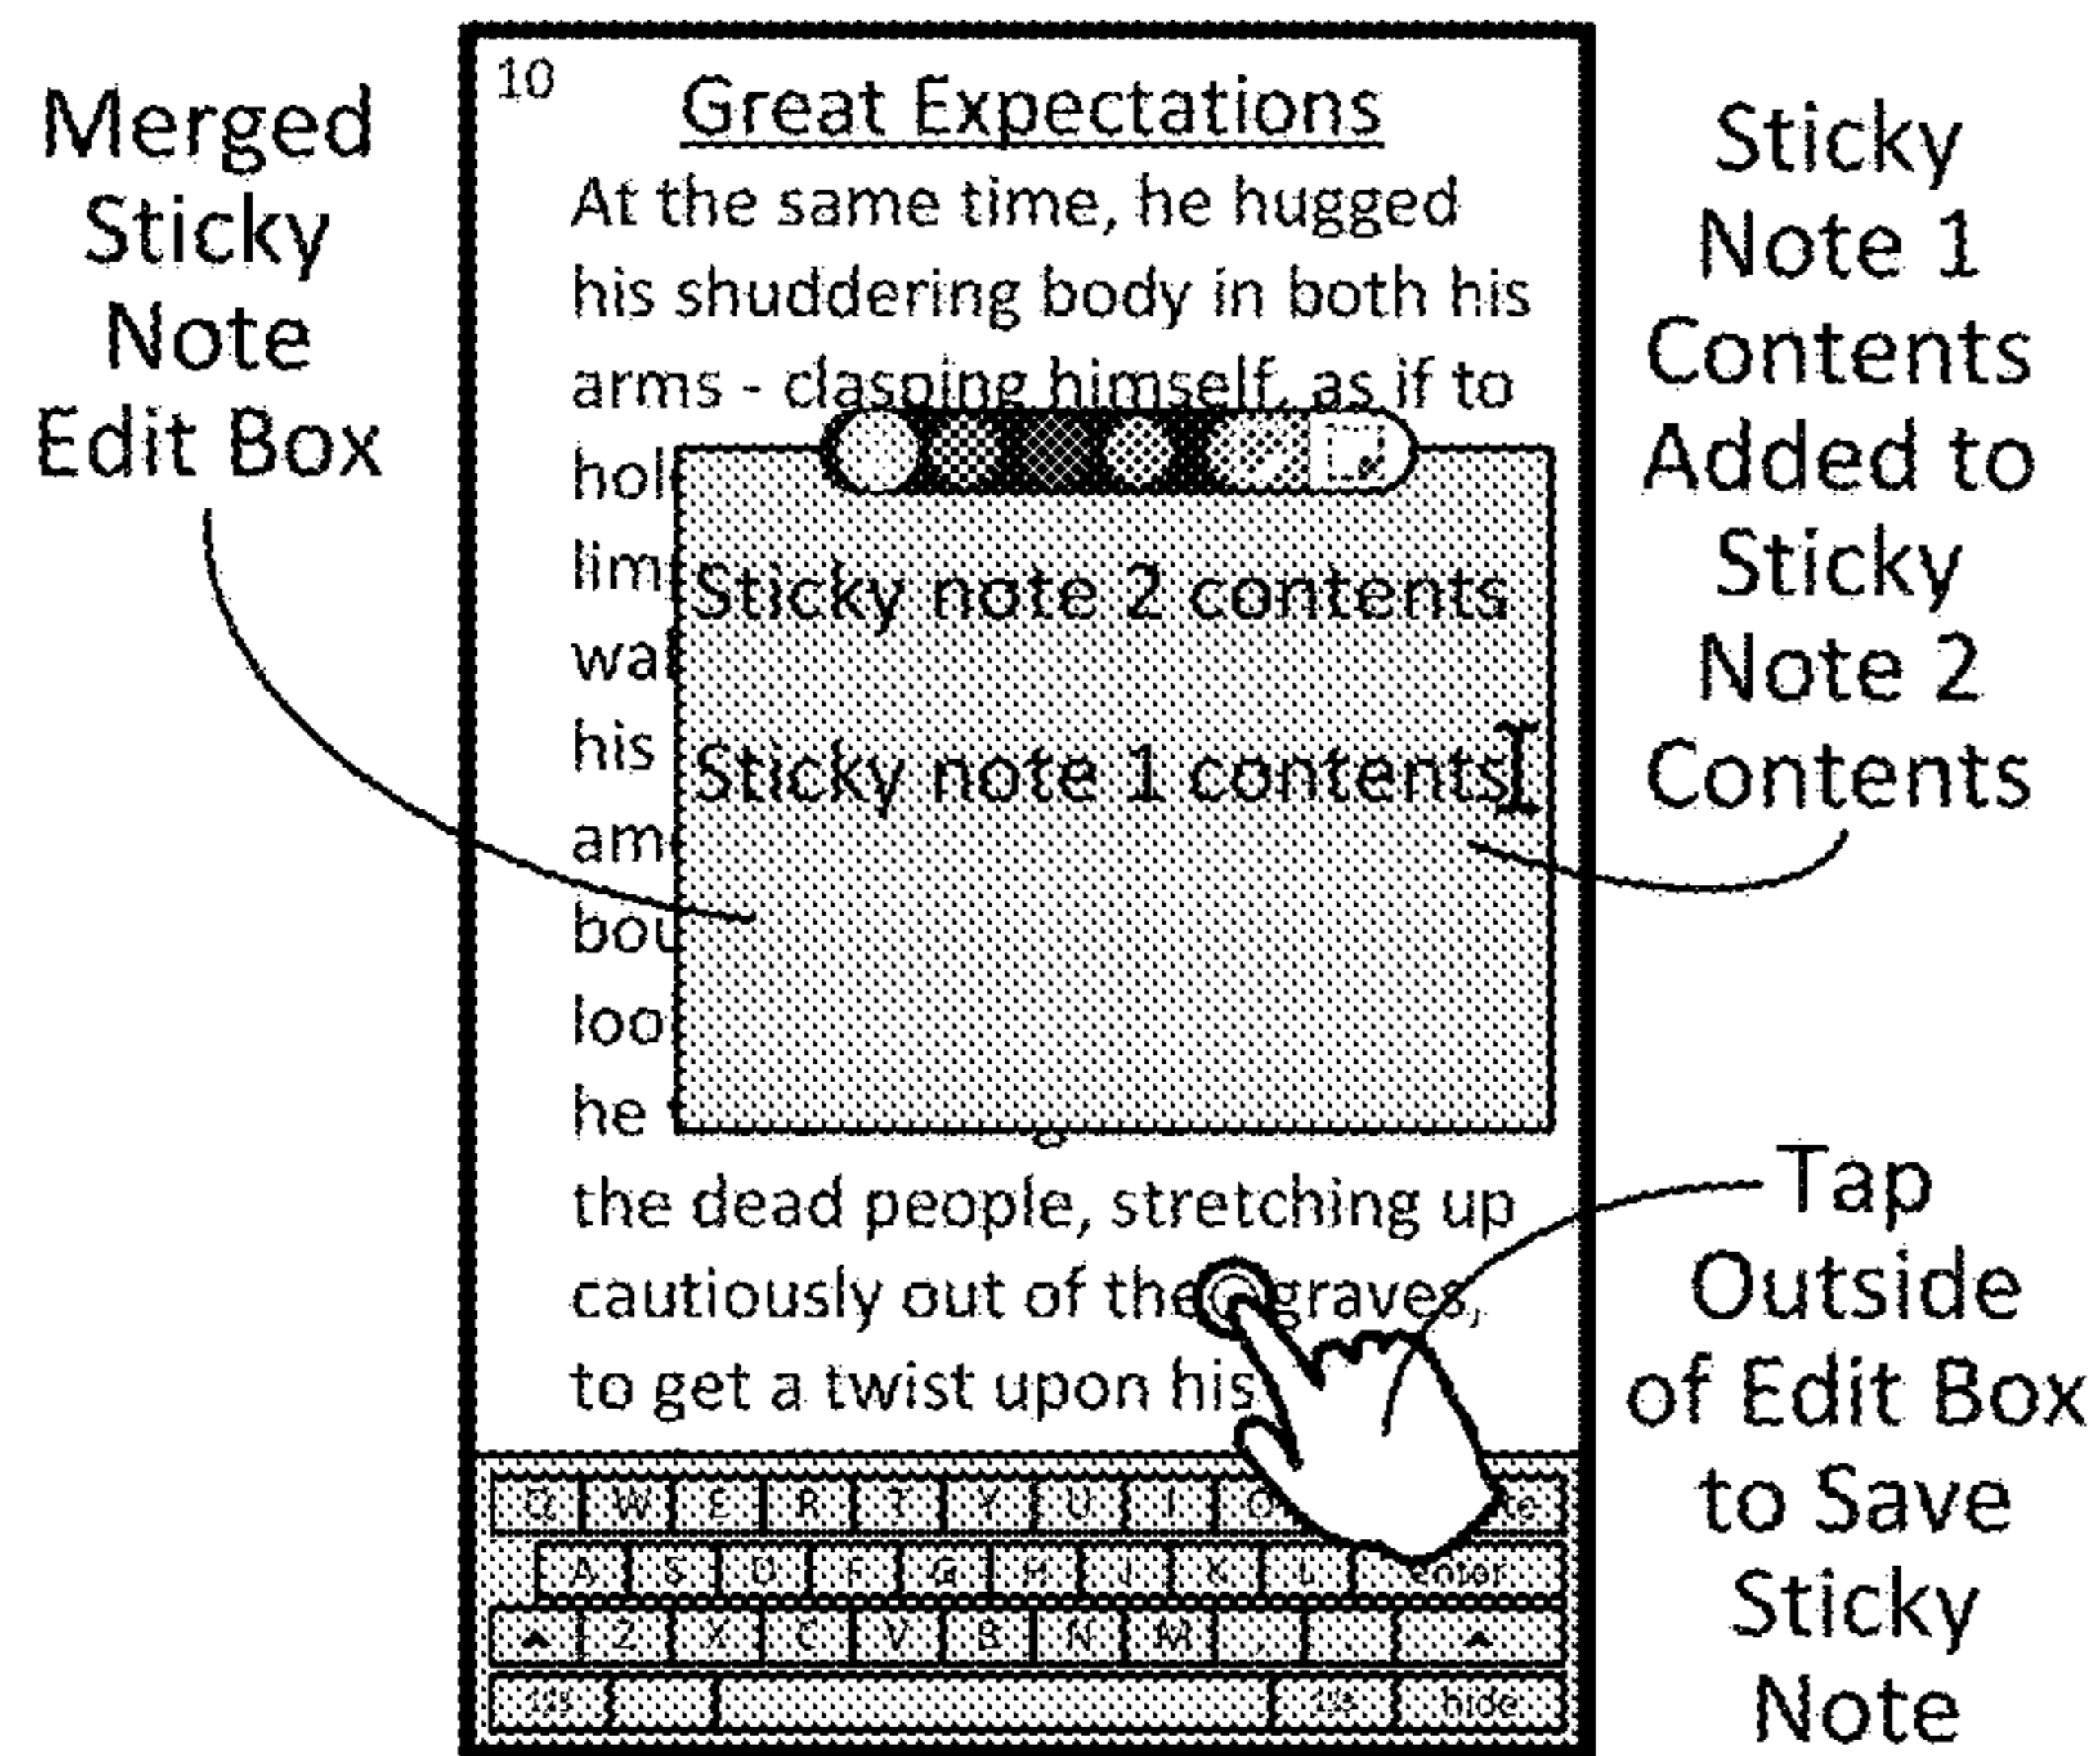 Merged
Sticky
Note
Edit Box
10
Great Expectations
At the same time, he hugged
his shuddering body in both his
arms - clasping himself, as if to
hol
lim
wal
his
am
bou
loo
he
the dead people, stretching up
cautiously out of the graves,
to get a twist upon his
Sticky note 2 contents
Sticky note 1 contents
Q W E R T Y U I O
A S D F G H J K L enter
Z X C V B N M , .
hide
Sticky
Note 1
Contents
Added to
Sticky
Note 2
Contents
Tap
Outside
of Edit Box
to Save
Sticky
Note